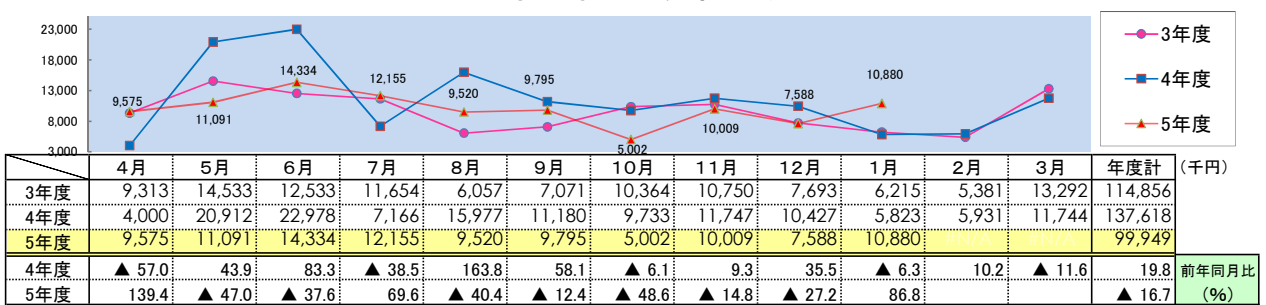 23,000
18,000
13,000
8,000
3,000
9,575
11,091
14,334
12,155
9,520
9,795
5,002
10,009
7,588
10,880
3年度
4年度
5年度
4月 5月 6月 7月 8月 9月 10月 11月 12月 1月 2月 3月 年度計 (千円)
3年度 9,313 14,533 12,533 11,654 6,057 7,071 10,364 10,750 7,693 6,215 5,381 13,292 114,856
4年度 4,000 20,912 22,978 7,166 15,977 11,180 9,733 11,747 10,427 5,823 5,931 11,744 137,618
5年度 9,575 11,091 14,334 12,155 9,520 9,795 5,002 10,009 7,588 10,880 99,949
4年度 ▲ 57.0 43.9 83.3 ▲ 38.5 163.8 58.1 ▲ 6.1 9.3 35.5 ▲ 6.3 10.2 ▲ 11.6 19.8 前年同月比
5年度 139.4 ▲ 47.0 ▲ 37.6 69.6 ▲ 40.4 ▲ 12.4 ▲ 48.6 ▲ 14.8 ▲ 27.2 86.8 ▲ 16.7 (%)